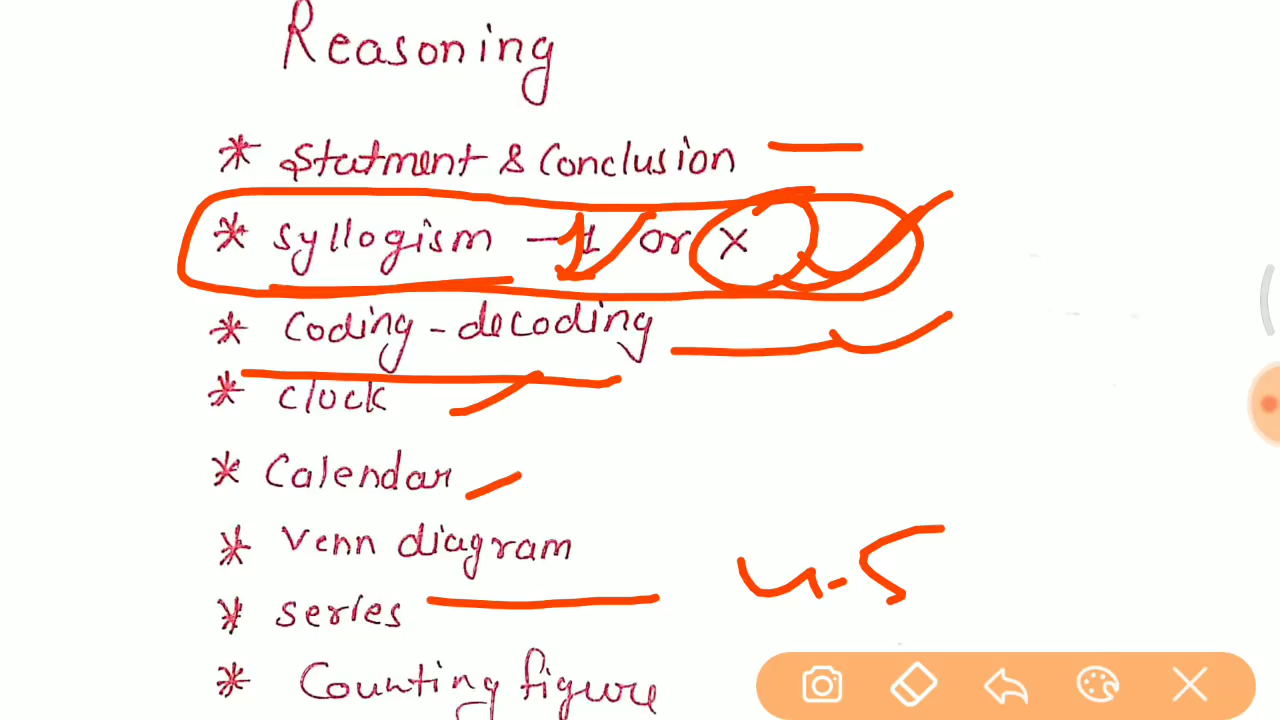 Reasoning
* Statment & Conclusion
* Syllogism - 1 or X
* Coding - decoding
* Clock
* Calendar
* Venn diagram
* series
4-5
* Counting figure